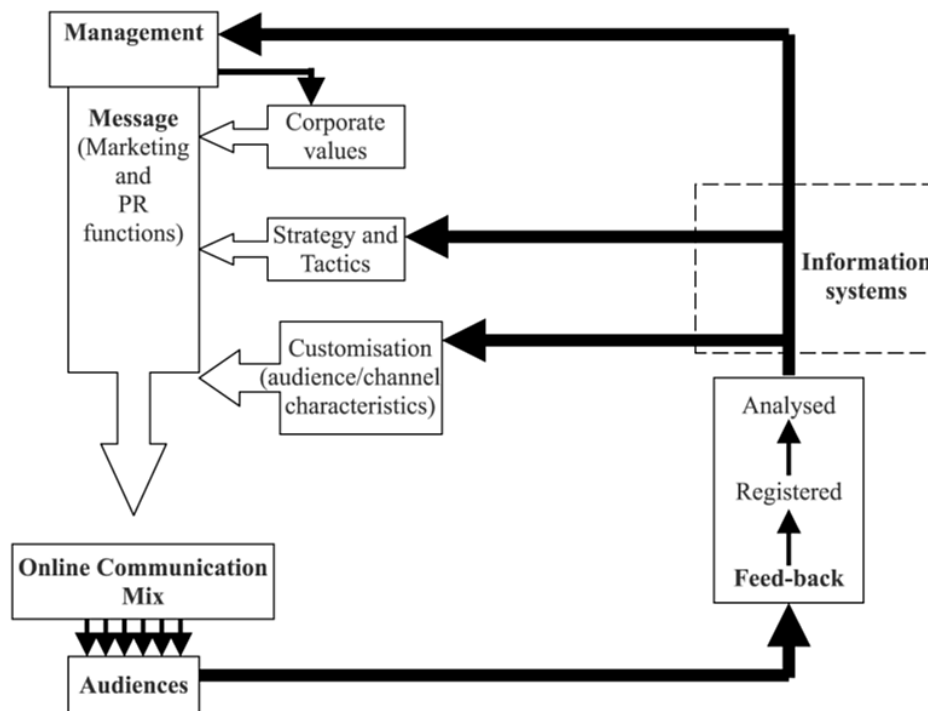 Management
Message
(Marketing
and
PR
functions)
Corporate
values
Strategy and
Tactics
Customisation
(audience/channel
characteristics)
Information
systems
Analysed
Registered
Feed-back
Online Communication
Mix
Audiences